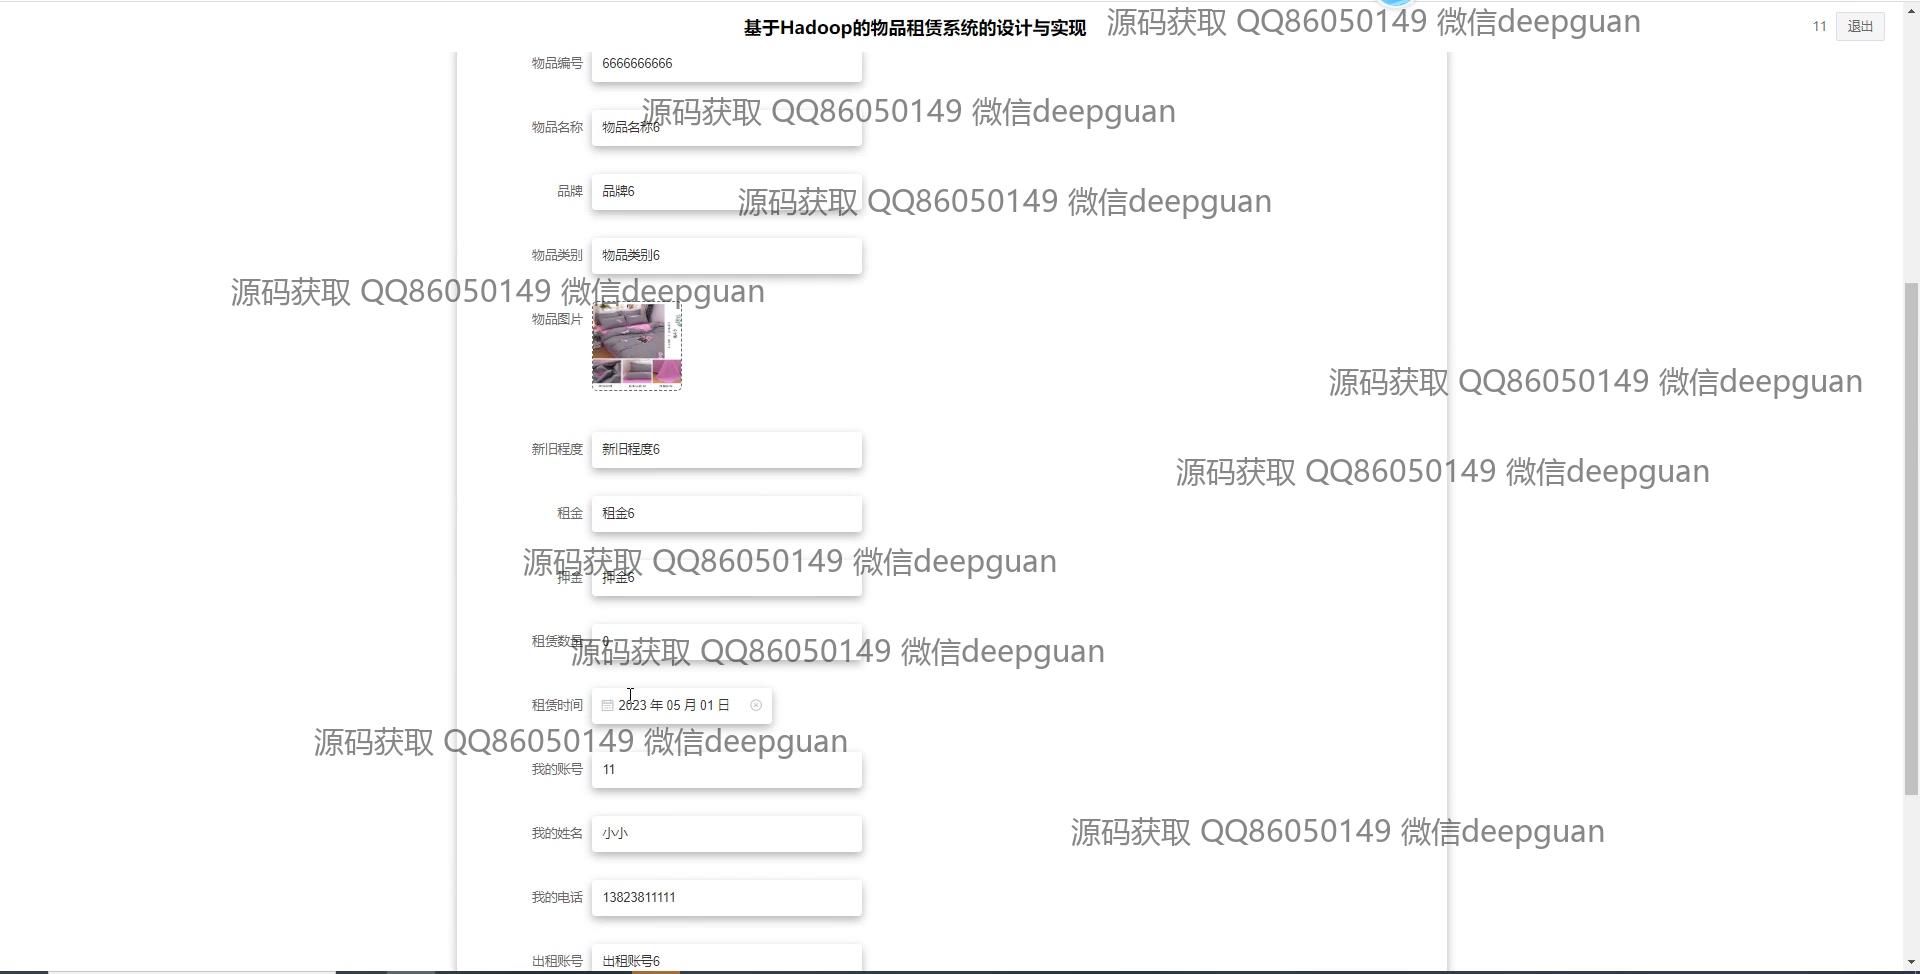 基于Hadoop的物品租赁系统的设计与实现
源码获取 QQ86050149 微信deepguan
11 退出
物品编号 6666666666
源码获取 QQ86050149 微信deepguan
物品名称 物品名称6
品牌 品牌6
源码获取 QQ86050149 微信deepguan
物品类别 物品类别6
源码获取 QQ86050149 微信deepguan
物品图片
源码获取 QQ86050149 微信deepguan
新旧程度 新旧程度6
源码获取 QQ86050149 微信deepguan
租金 租金6
源码获取 QQ86050149 微信deepguan
押金 押金6
租赁数量 0
源码获取 QQ86050149 微信deepguan
租赁时间 2023 年 05 月 01 日
源码获取 QQ86050149 微信deepguan
我的账号 11
我的姓名 小小
源码获取 QQ86050149 微信deepguan
我的电话 13823811111
出租账号 出租账号6